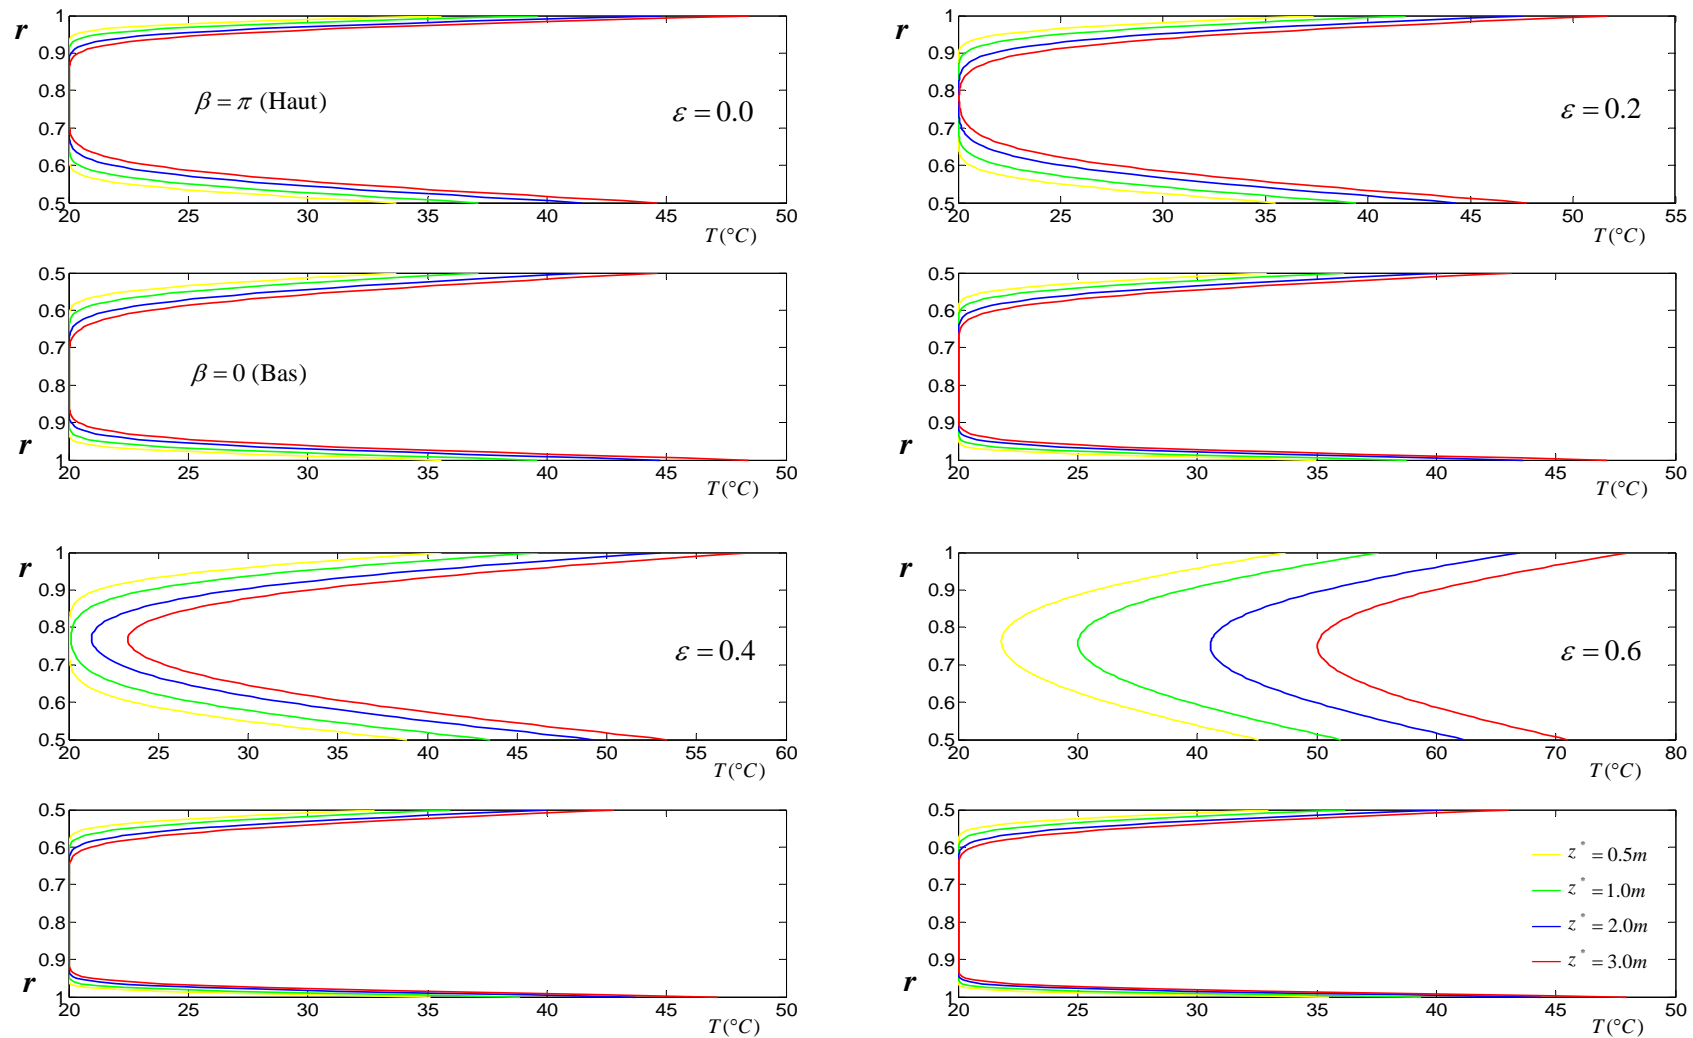 r
1
0.9
0.8
0.7
0.6
0.5
β = π (Haut)
ε = 0.0
20 25 30 35 40 45 50
T(°C)
r
1
0.9
0.8
0.7
0.6
0.5
ε = 0.2
20 25 30 35 40 45 50 55
T(°C)
0.5
0.6
0.7
0.8
0.9
1
r
β = 0 (Bas)
20 25 30 35 40 45 50
T(°C)
0.5
0.6
0.7
0.8
0.9
1
r
20 25 30 35 40 45 50
T(°C)
r
1
0.9
0.8
0.7
0.6
0.5
ε = 0.4
20 25 30 35 40 45 50 55 60
T(°C)
r
1
0.9
0.8
0.7
0.6
0.5
ε = 0.6
20 30 40 50 60 70 80
T(°C)
0.5
0.6
0.7
0.8
0.9
1
r
20 25 30 35 40 45 50
T(°C)
0.5
0.6
0.7
0.8
0.9
1
r
z* = 0.5m
z* = 1.0m
z* = 2.0m
z* = 3.0m
20 25 30 35 40 45 50
T(°C)